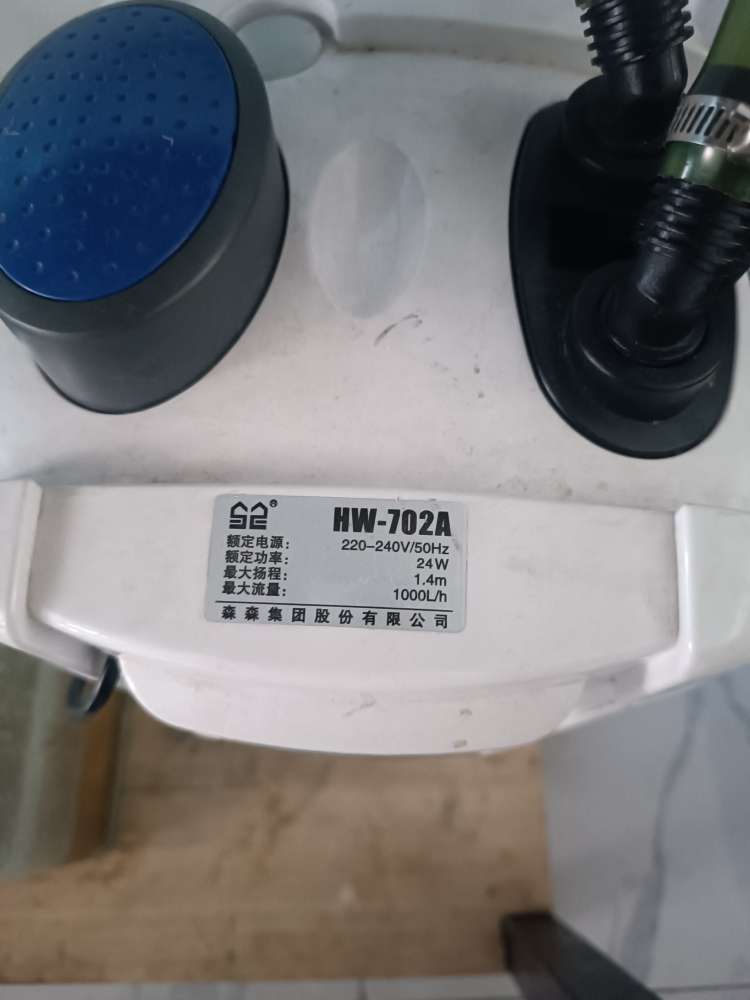 HW-702A
额定电源: 220-240V/50Hz
额定功率: 24W
最大扬程: 1.4m
最大流量: 1000L/h
森森集团股份有限公司